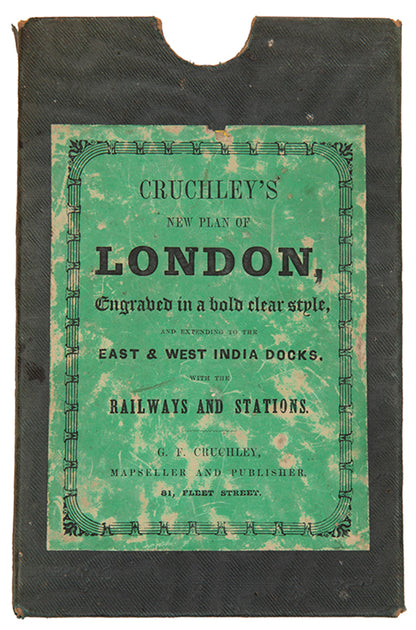 CRUCHLEY'S
NEW PLAN OF
LONDON,
Engraved in a bold clear style,
AND EXTENDING TO THE
EAST & WEST INDIA DOCKS,
WITH THE
RAILWAYS AND STATIONS.
G. F. CRUCHLEY,
MAPSELLER AND PUBLISHER,
81, FLEET STREET.